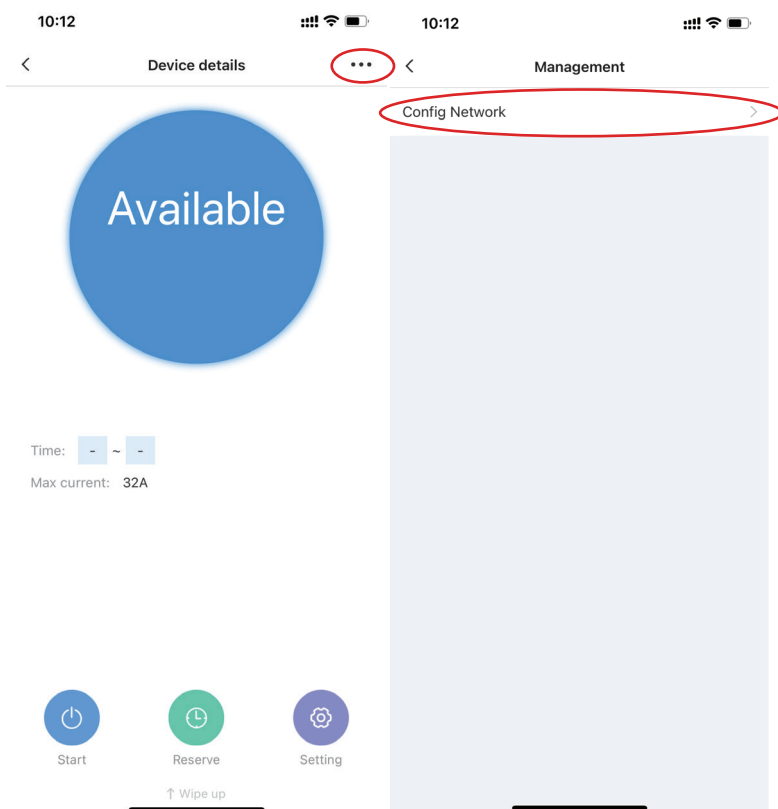 10:12
Device details
Available
Time: - ~ -
Max current: 32A
Start
Reserve
Setting
↑ Wipe up
10:12
Management
Config Network